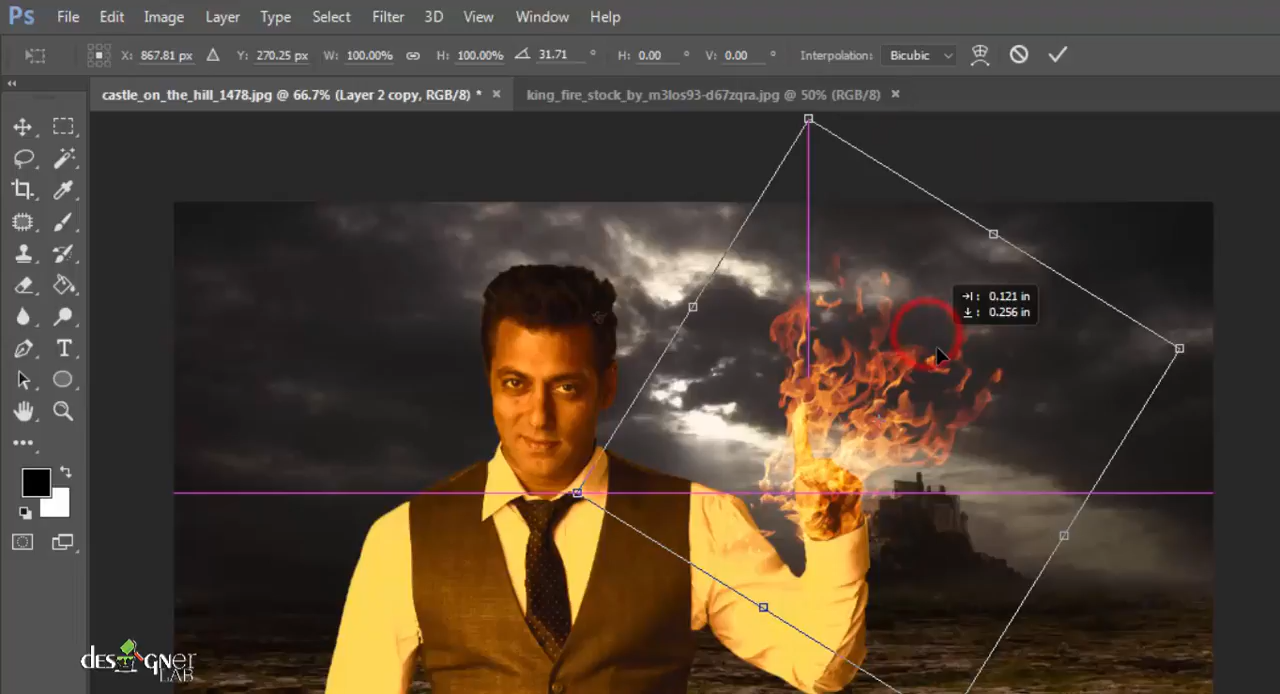 Ps File Edit Image Layer Type Select Filter 3D View Window Help
X: 867.81 px Y: 270.25 px W: 100.00% H: 100.00% 31.71 ° H: 0.00 ° V: 0.00 ° Interpolation: Bicubic
castle_on_the_hill_1478.jpg @ 66.7% (Layer 2 copy, RGB/8) * × king_fire_stock_by_m3los93-d67zqra.jpg @ 50% (RGB/8) ×
: 0.121 in
: 0.256 in
designer
LAB